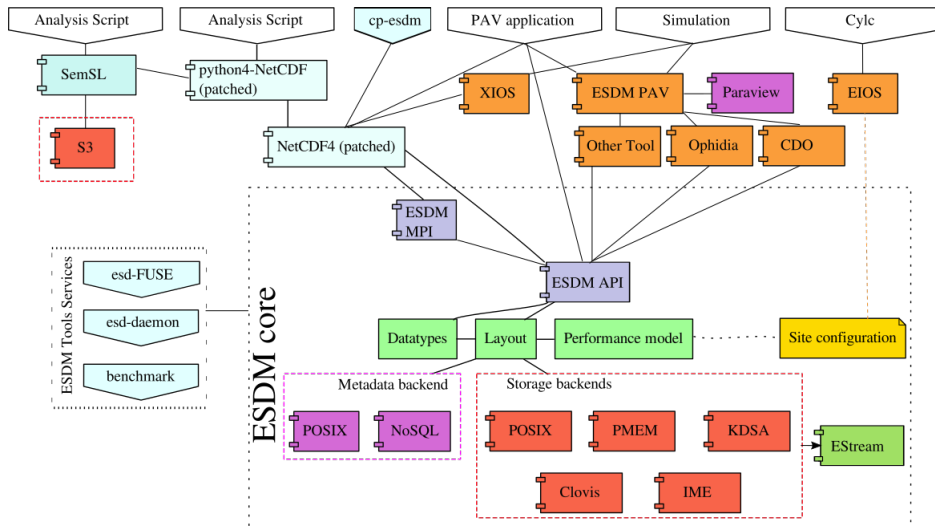 Analysis Script
Analysis Script
cp-esdm
PAV application
Simulation
Cylc
SemSL
python4-NetCDF
(patched)
XIOS
ESDM PAV
Paraview
EIOS
S3
NetCDF4 (patched)
Other Tool
Ophidia
CDO
ESDM
MPI
ESDM Tools Services
esd-FUSE
esd-daemon
benchmark
ESDM core
ESDM API
Datatypes
Layout
Performance model
Site configuration
Metadata backend
Storage backends
POSIX
NoSQL
POSIX
PMEM
KDSA
EStream
Clovis
IME